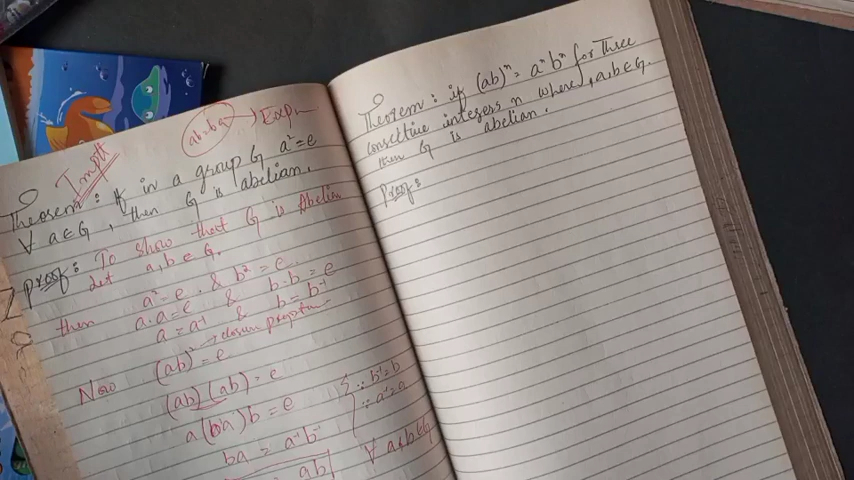 ab=ba → Exp
Impt
Theorem: If in a group G a²=e
∀ a∈G, then G is abelian.
Proof: To show that G is Abelian
Let a,b ∈ G.
then a²=e & b²=e
a·a=e & b·b=e
a=a⁻¹ & b=b⁻¹
Now (ab)²=e → closure
(ab)(ab)=e
a(ba)b=e
ba = a⁻¹b⁻¹
{∵ b⁻¹=b
∵ a⁻¹=a
ab ∀ a,b∈G
Theorem: if (ab)ⁿ = aⁿbⁿ for Three
consctive integers n where, a,b∈G.
then G is abelian.
Proof: